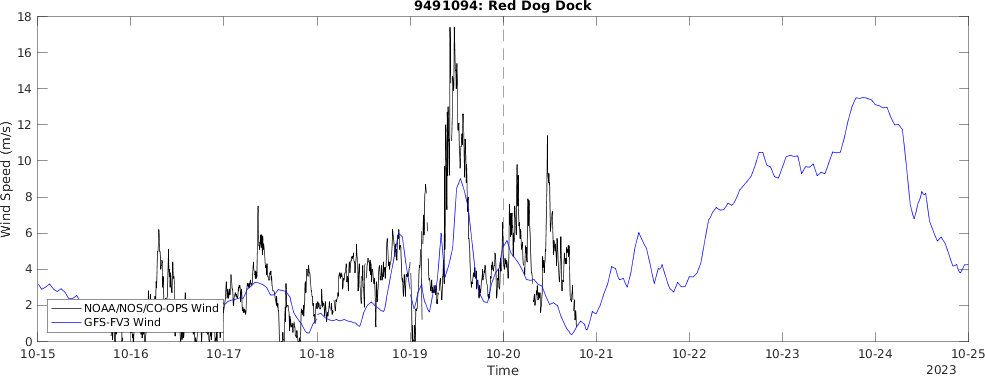 9491094: Red Dog Dock
Wind Speed (m/s)
18
16
14
12
10
8
6
4
2
0
NOAA/NOS/CO-OPS Wind
GFS-FV3 Wind
10-15 10-16 10-17 10-18 10-19 10-20 10-21 10-22 10-23 10-24 10-25
Time
2023